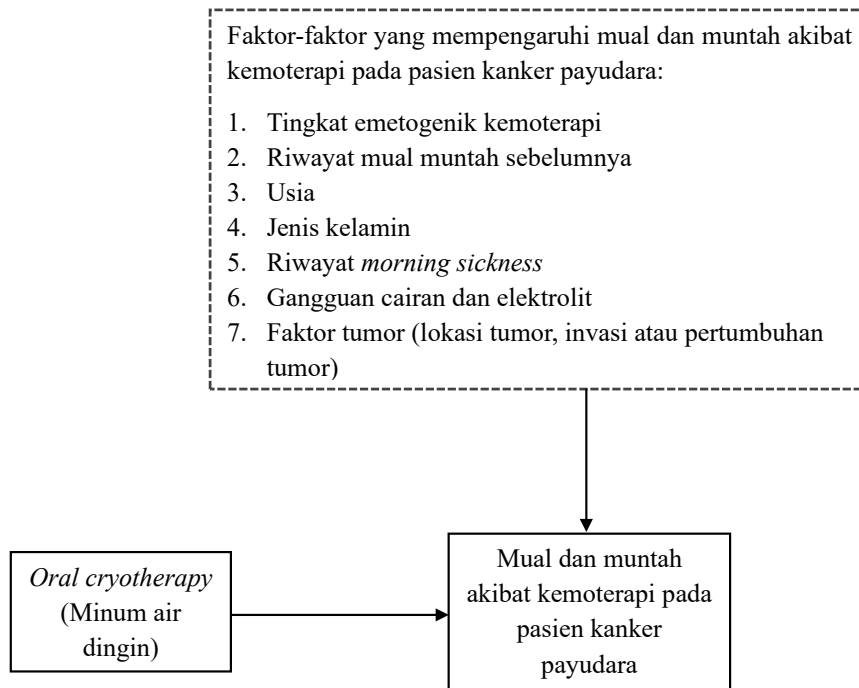 Faktor-faktor yang mempengaruhi mual dan muntah akibat
kemoterapi pada pasien kanker payudara:
1. Tingkat emetogenik kemoterapi
2. Riwayat mual muntah sebelumnya
3. Usia
4. Jenis kelamin
5. Riwayat morning sickness
6. Gangguan cairan dan elektrolit
7. Faktor tumor (lokasi tumor, invasi atau pertumbuhan
tumor)
Oral cryotherapy
(Minum air
dingin)
Mual dan muntah
akibat kemoterapi pada
pasien kanker
payudara